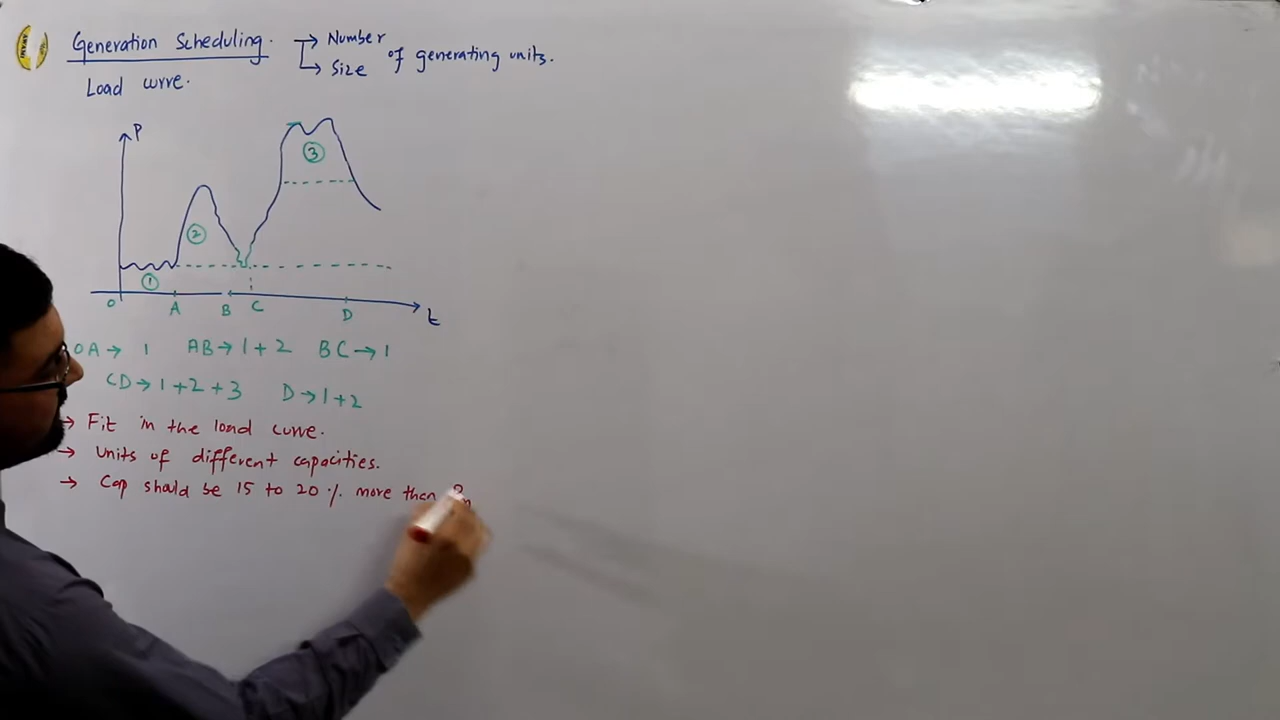 Generation Scheduling. → Number
→ Size of generating units.
Load curve.
P
3
2
1
O A B C D t
OA → 1 AB → 1 + 2 BC → 1
CD → 1 + 2 + 3 D → 1 + 2
→ Fit in the load curve.
→ Units of different capacities.
→ Cap should be 15 to 20 % more than